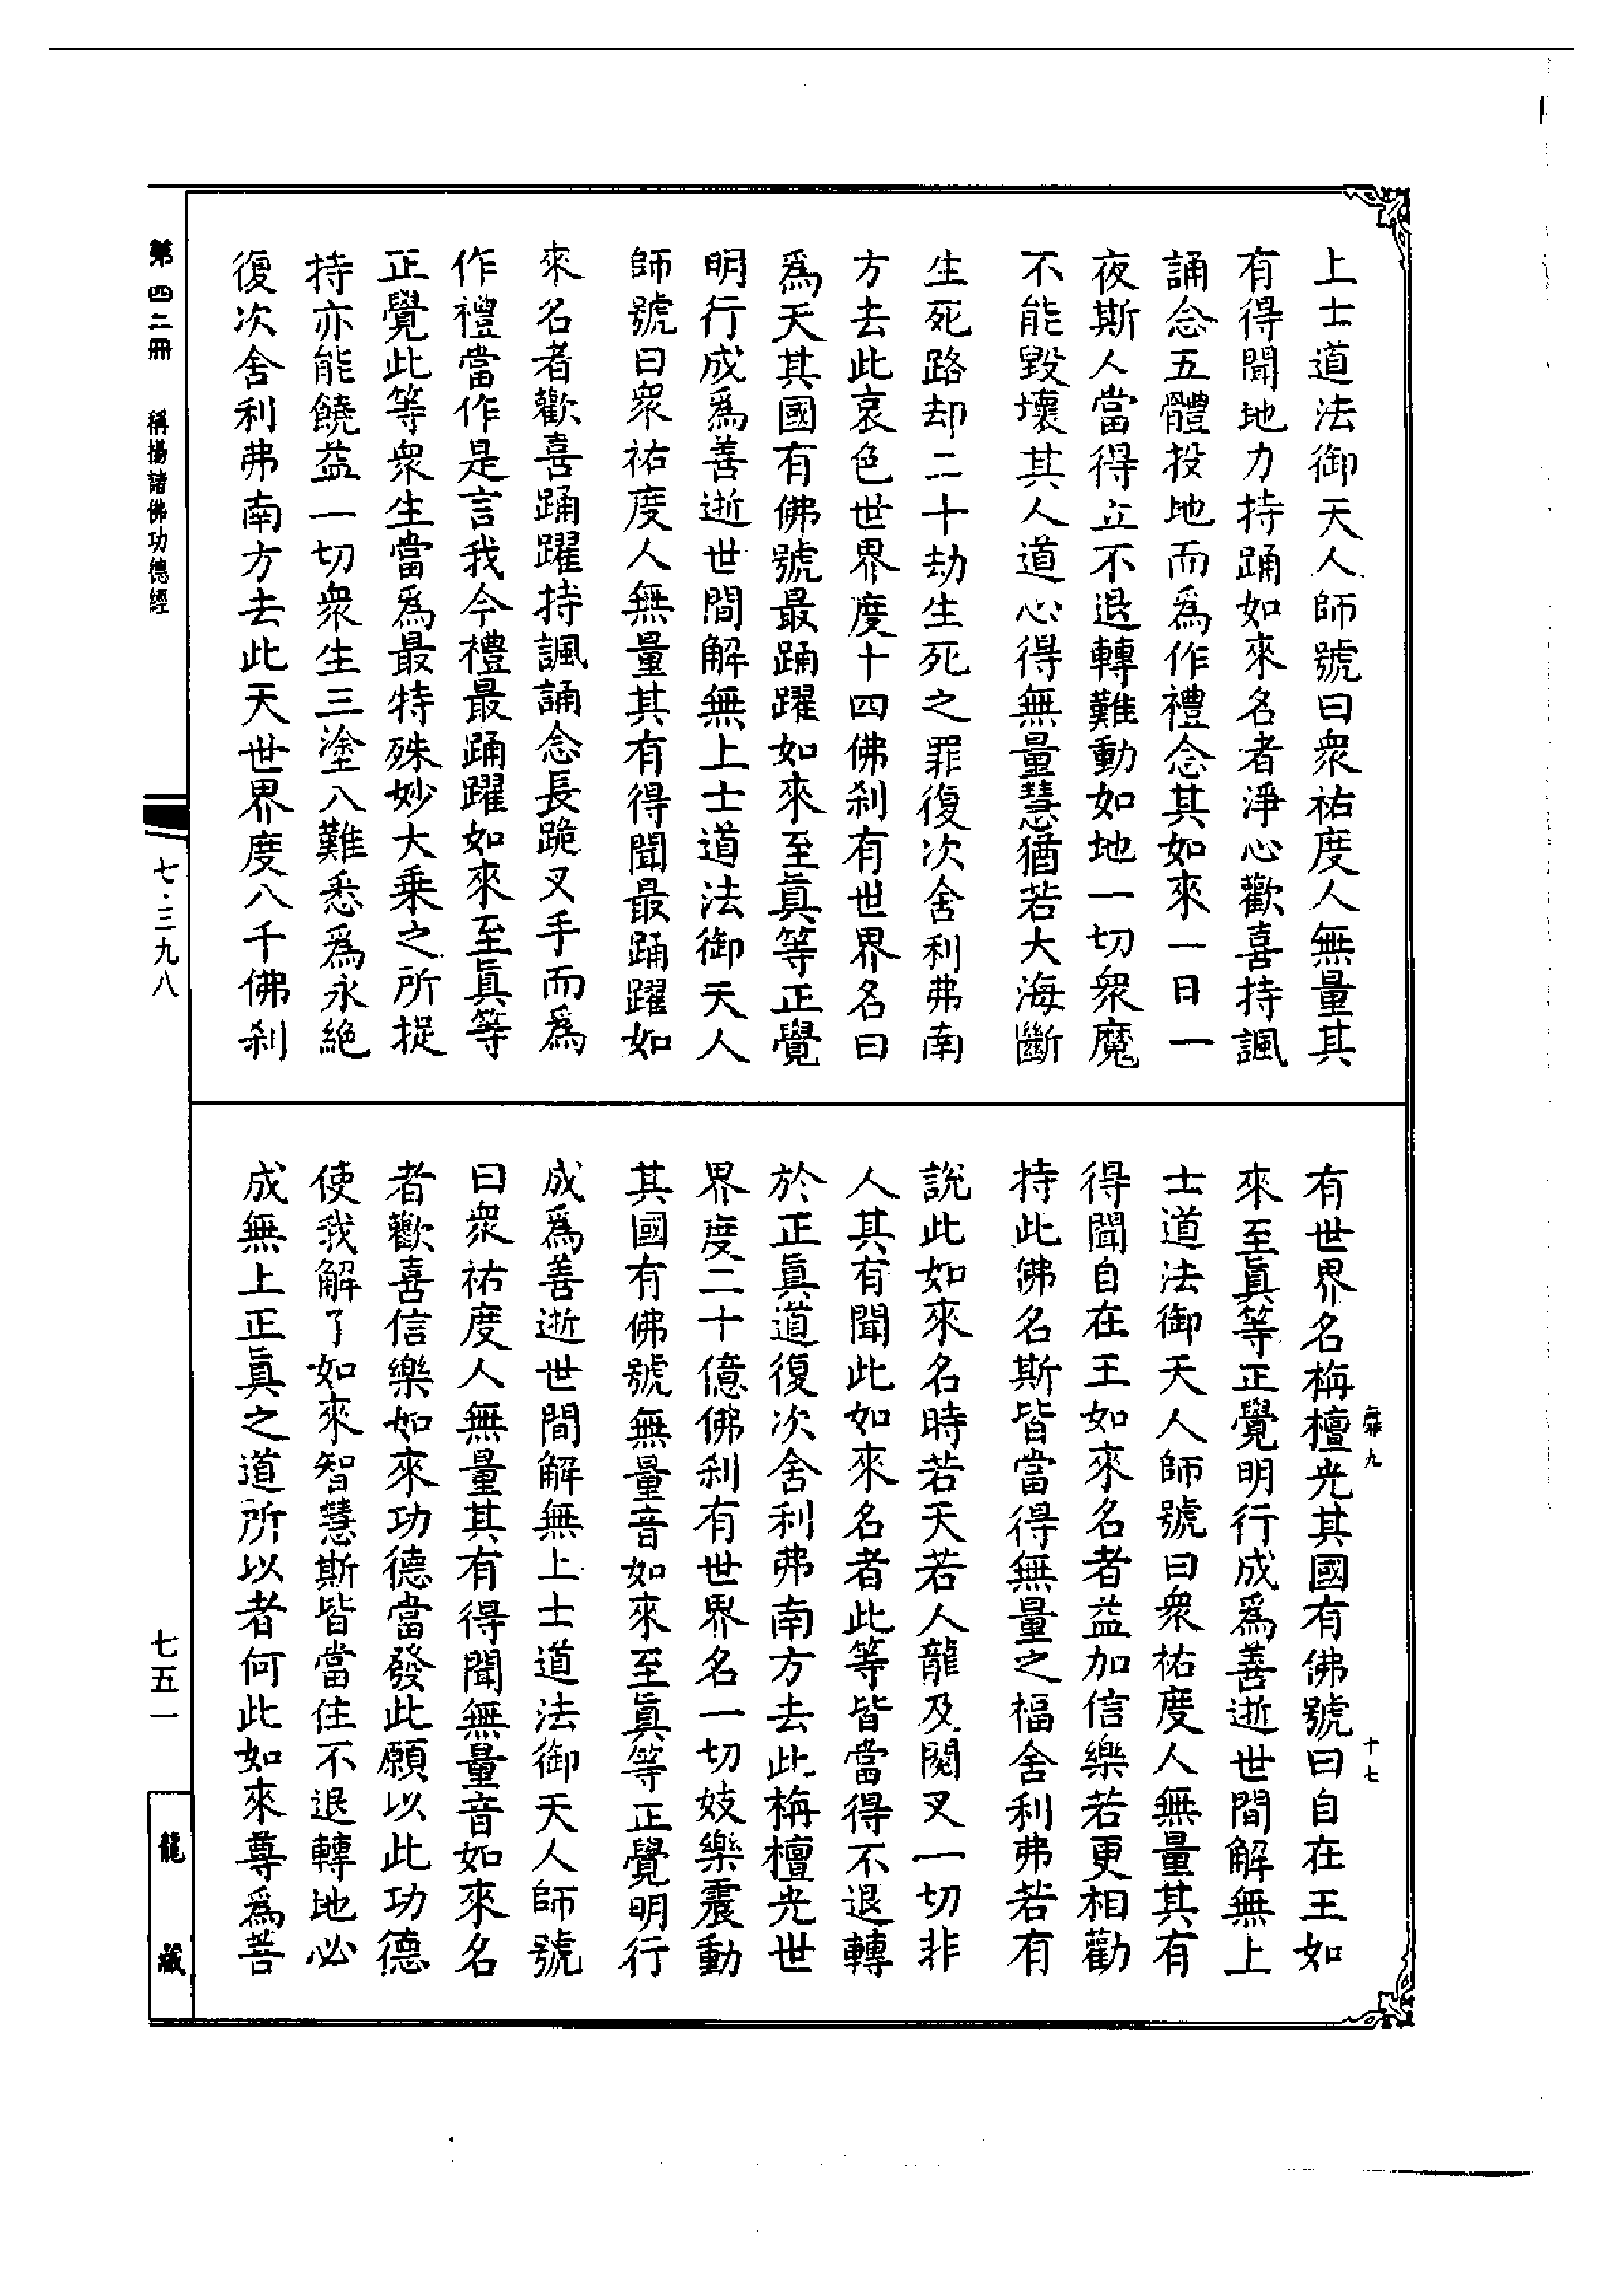 上士道法御天人師號曰衆祐度人無量其
有得聞地力持踊如來名者淨心歡喜持諷
誦念五體投地而爲作禮念其如來一日一
夜斯人當得立不退轉難動如地一切衆魔
不能毀壞其人道心得無量慧猶若大海斷
生死路却二十劫生死之罪復次舍利弗南
方去此哀色世界度十四佛刹有世界名曰
爲天其國有佛號最踊躍如來至眞等正覺
明行成爲善逝世間解無上士道法御天人
師號曰衆祐度人無量其有得聞最踊躍如
來名者歡喜踊躍持諷誦念長跪叉手而爲
作禮當作是言我今禮最踊躍如來至眞等
正覺此等衆生當爲最特殊妙大乘之所捉
持亦能饒益一切衆生三塗八難悉爲永絶
復次舍利弗南方去此天世界度八千佛刹
有世界名栴檀光其國有佛號曰自在王如
來至眞等正覺明行成爲善逝世間解無上
士道法御天人師號曰衆祐度人無量其有
得聞自在王如來名者益加信樂若更相勸
持此佛名斯皆當得無量之福舍利弗若有
說此如來名時若天若人龍及閱叉一切非
人其有聞此如來名者此等皆當得不退轉
於正眞道復次舍利弗南方去此栴檀光世
界度二十億佛刹有世界名一切妓樂震動
其國有佛號無量音如來至眞等正覺明行
成爲善逝世間解無上士道法御天人師號
曰衆祐度人無量其有得聞無量音如來名
者歡喜信樂如來功德當發此願以此功德
使我解了如來智慧斯皆當住不退轉地必
成無上正眞之道所以者何此如來尊爲菩
九
十七
第四二冊 稱揚諸佛功德經
七·三九八
七五一
龍藏